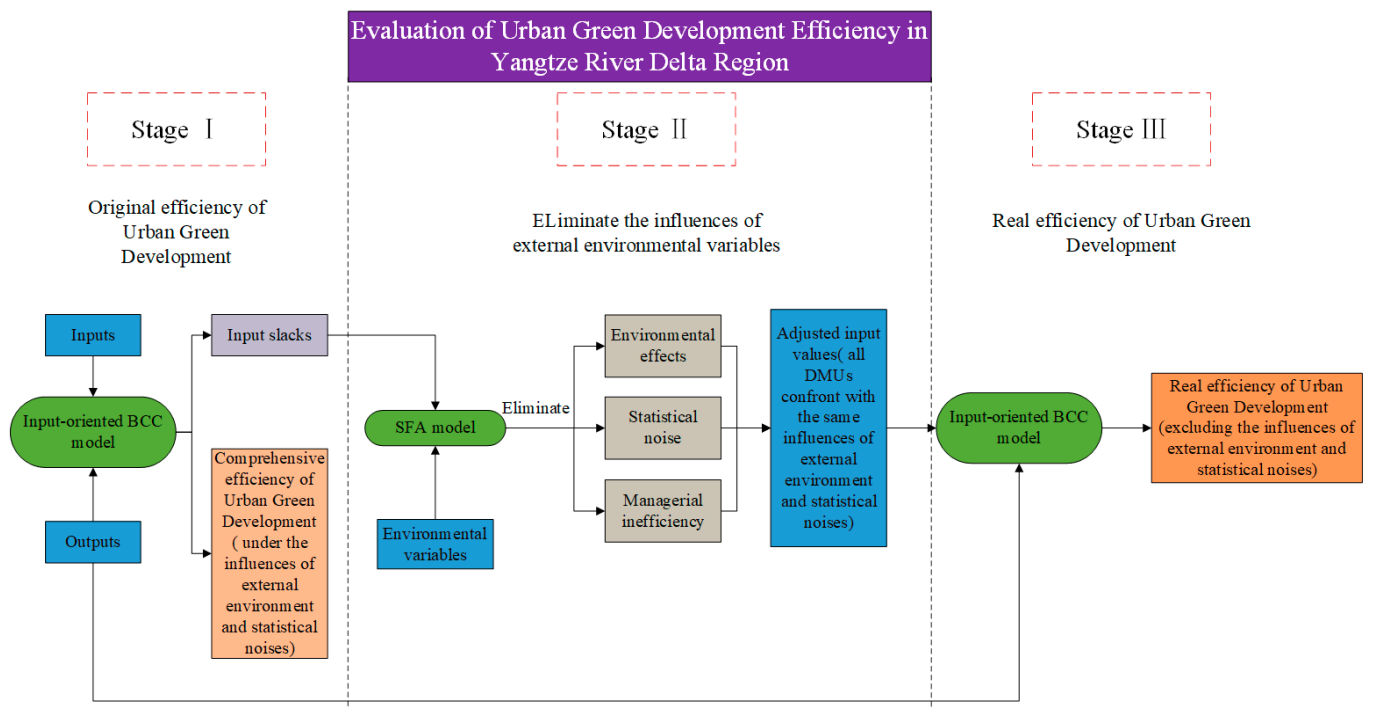 Evaluation of Urban Green Development Efficiency in
Yangtze River Delta Region
Stage Ⅰ
Stage Ⅱ
Stage Ⅲ
Original efficiency of
Urban Green
Development
ELiminate the influences of
external environmental variables
Real efficiency of Urban Green
Development
Inputs
Input-oriented BCC
model
Outputs
Input slacks
Comprehensive efficiency of
Urban Green
Development
( under the
influences of
external
environment
and statistical
noises)
SFA model
Environmental
variables
Eliminate
Environmental
effects
Statistical
noise
Managerial
inefficiency
Adjusted input
values( all
DMUs
confront with
the same
influences of
external
environment
and statistical
noises)
Input-oriented BCC
model
Real efficiency of Urban
Green Development
(excluding the influences of
external environment and
statistical noises)